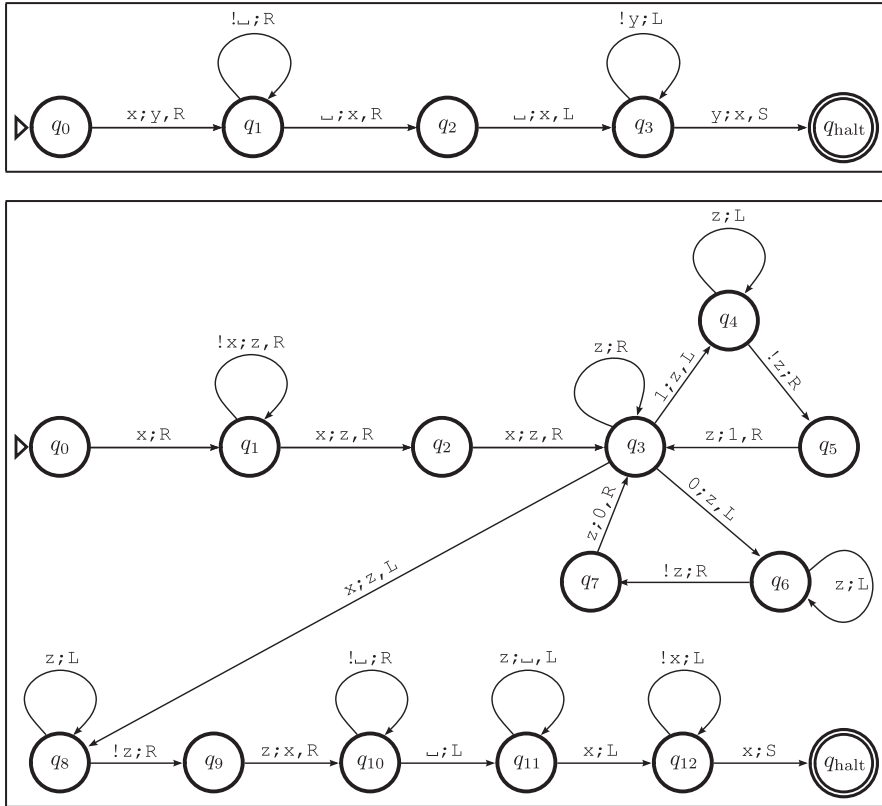 !␣;R !y;L
q0 x;y,R q1 ␣;x,R q2 ␣;x,L q3 y;x,S qhalt
z;L
q4
!x;z,R z;R 1;z,L !z;R
q0 x;R q1 x;z,R q2 x;z,R q3 z;1,R q5
z;0,R 0;z,L
x;z,L q7 !z;R q6 z;L
z;L !␣;R z;␣,L !x;L
q8 !z;R q9 z;x,R q10 ␣;L q11 x;L q12 x;S qhalt